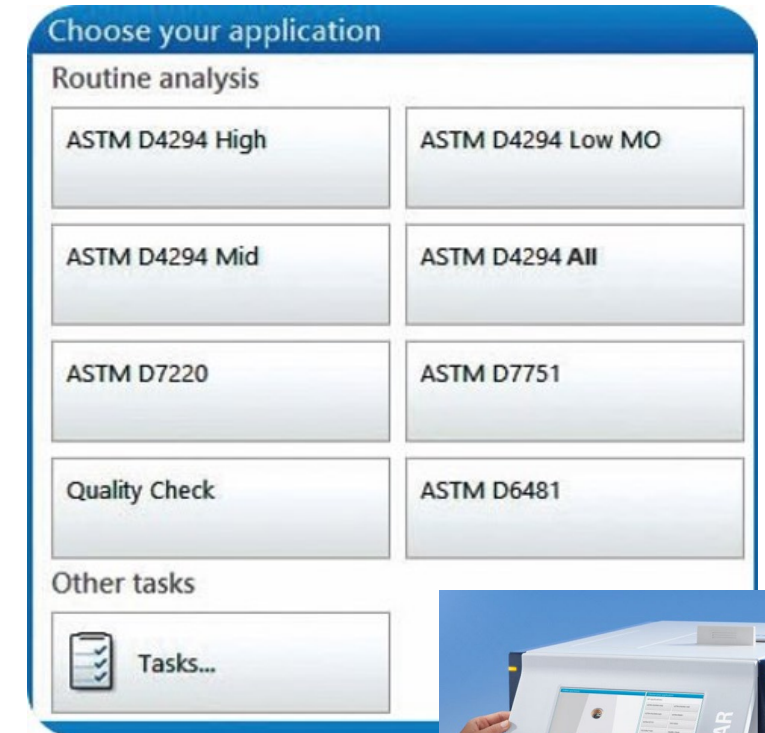 Choose your application
Routine analysis
ASTM D4294 High
ASTM D4294 Low MO
ASTM D4294 Mid
ASTM D4294 All
ASTM D7220
ASTM D7751
Quality Check
ASTM D6481
Other tasks
Tasks...